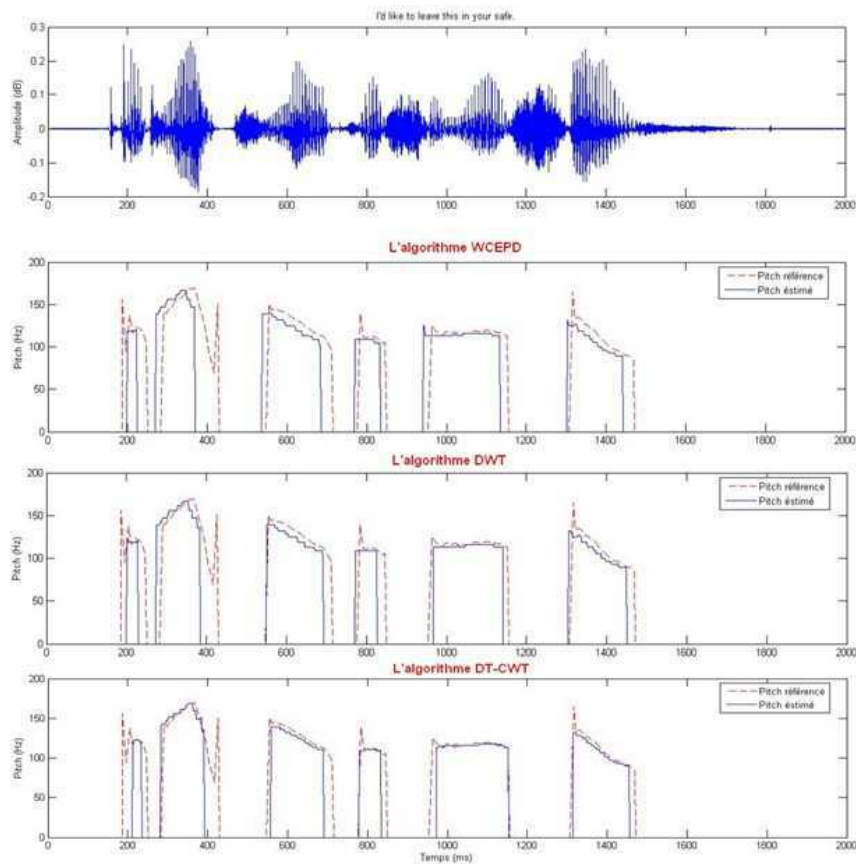 I'd like to leave this in your safe.
Amplitude (dB)
0.3
0.2
0.1
0
-0.1
-0.2
0 200 400 600 800 1000 1200 1400 1600 1800 2000
L'algorithme WCEPD
Pitch (Hz)
200
150
100
50
0
Pitch référence
Pitch éstimé
0 200 400 600 800 1000 1200 1400 1600 1800 2000
L'algorithme DWT
Pitch (Hz)
200
150
100
50
0
Pitch référence
Pitch éstimé
0 200 400 600 800 1000 1200 1400 1600 1800 2000
L'algorithme DT-CWT
Pitch (Hz)
200
150
100
50
0
Pitch référence
Pitch éstimé
0 200 400 600 800 1000 1200 1400 1600 1800 2000
Temps (ms)